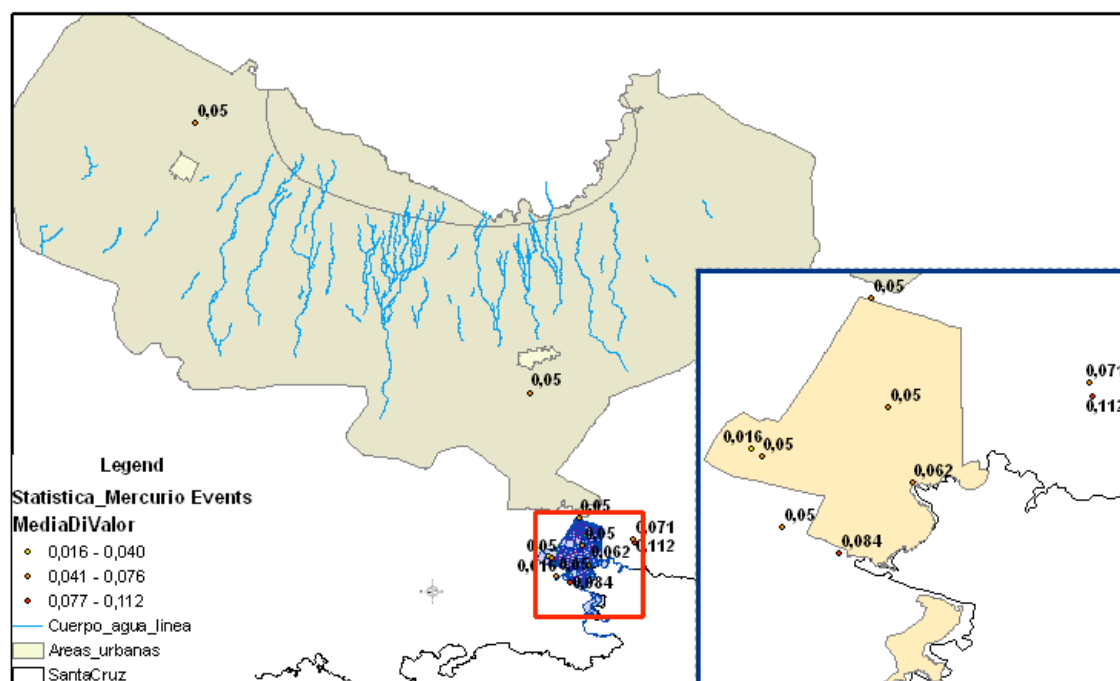 0,05
0,05
Legend
Statistica_Mercurio Events
MediaDiValor
0,016 - 0,040
0,041 - 0,076
0,077 - 0,112
Cuerpo_agua_linea
Areas_urbanas
SantaCruz
0,05
0,05
0,071
0,112
0,05
0,062
0,016
0,05
0,084
0,05
0,071
0,112
0,05
0,016
0,05
0,062
0,05
0,084